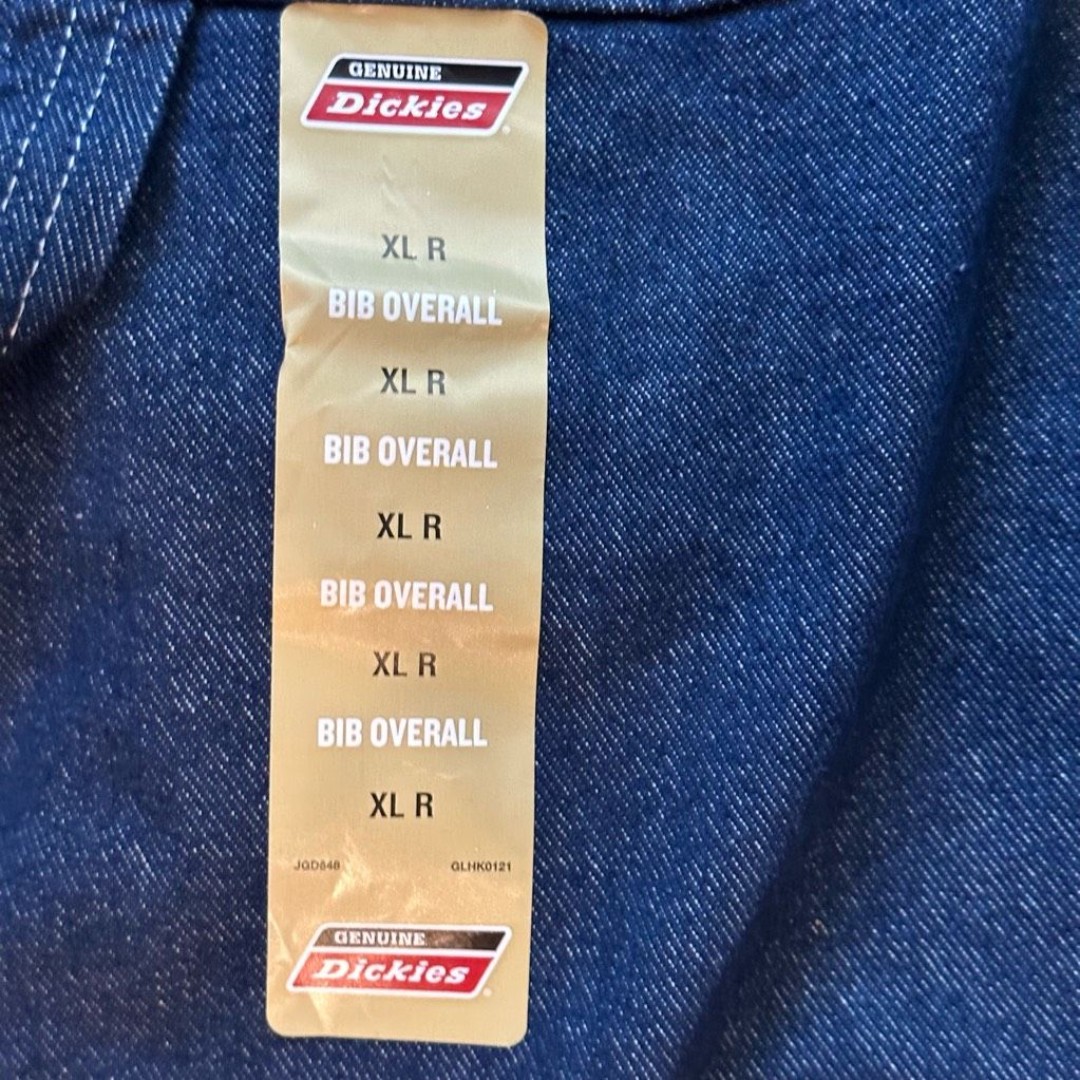 GENUINE
Dickies
XL R
BIB OVERALL
XL R
BIB OVERALL
XL R
BIB OVERALL
XL R
BIB OVERALL
XL R
JGD848 GLHK0121
GENUINE
Dickies